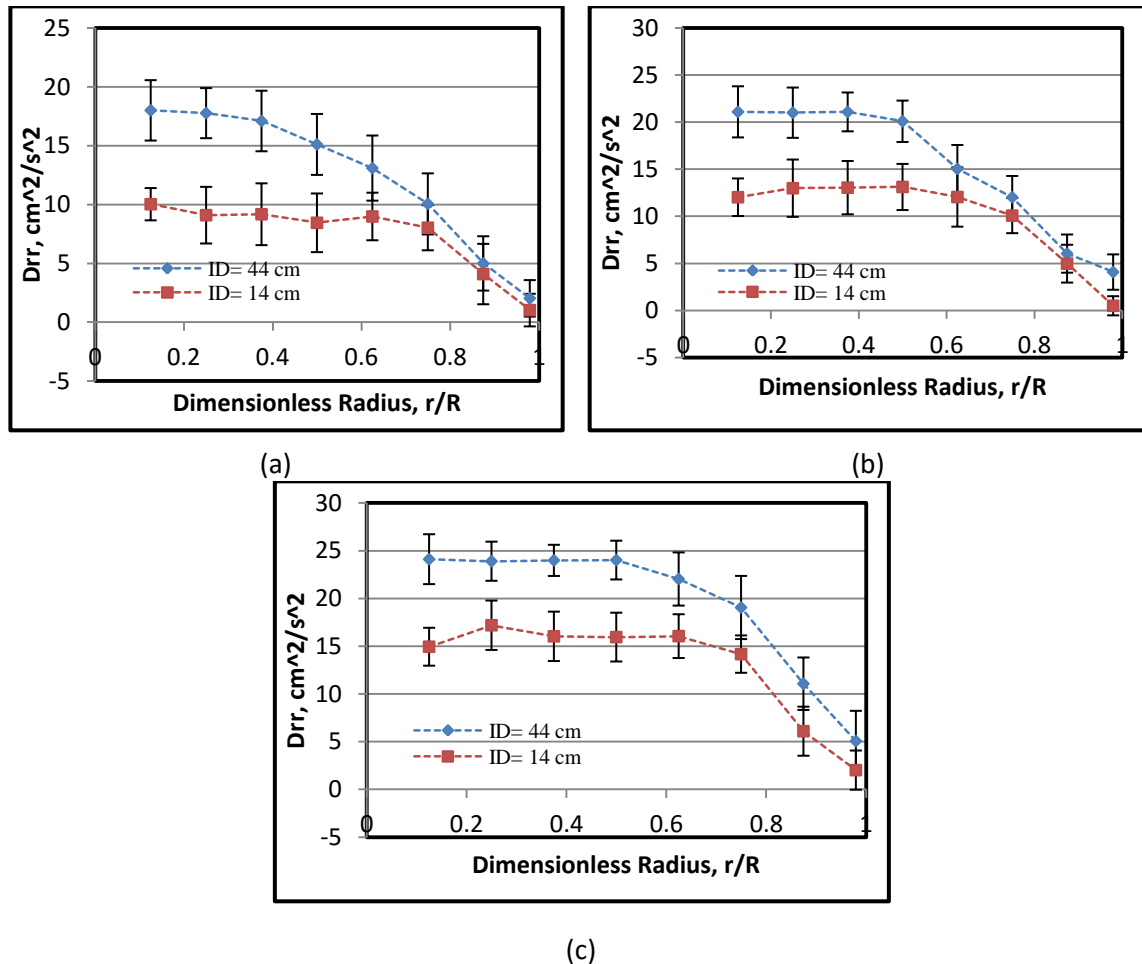 25
20
15
10
5
0
-5
Drr, cm^2/s^2
0 0.2 0.4 0.6 0.8 1
ID= 44 cm
ID= 14 cm
Dimensionless Radius, r/R
(a)
30
25
20
15
10
5
0
-5
Drr, cm^2/s^2
0 0.2 0.4 0.6 0.8 1
ID= 44 cm
ID= 14 cm
Dimensionless Radius, r/R
(b)
30
25
20
15
10
5
0
-5
Drr, cm^2/s^2
0 0.2 0.4 0.6 0.8 1
ID= 44 cm
ID= 14 cm
Dimensionless Radius, r/R
(c)